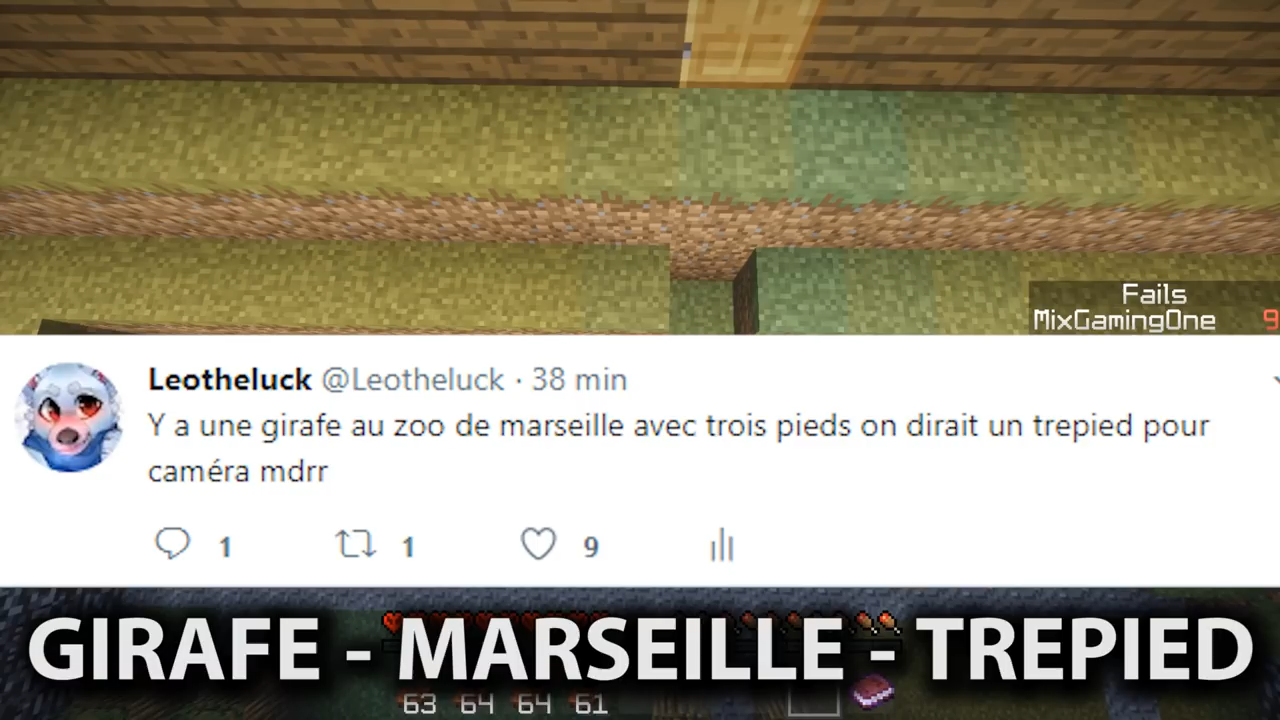 Fails
MixGamingOne 9
Leotheluck @Leotheluck · 38 min
Y a une girafe au zoo de marseille avec trois pieds on dirait un trepied pour
caméra mdrr
1 1 9
GIRAFE - MARSEILLE - TREPIED
63 64 64 61